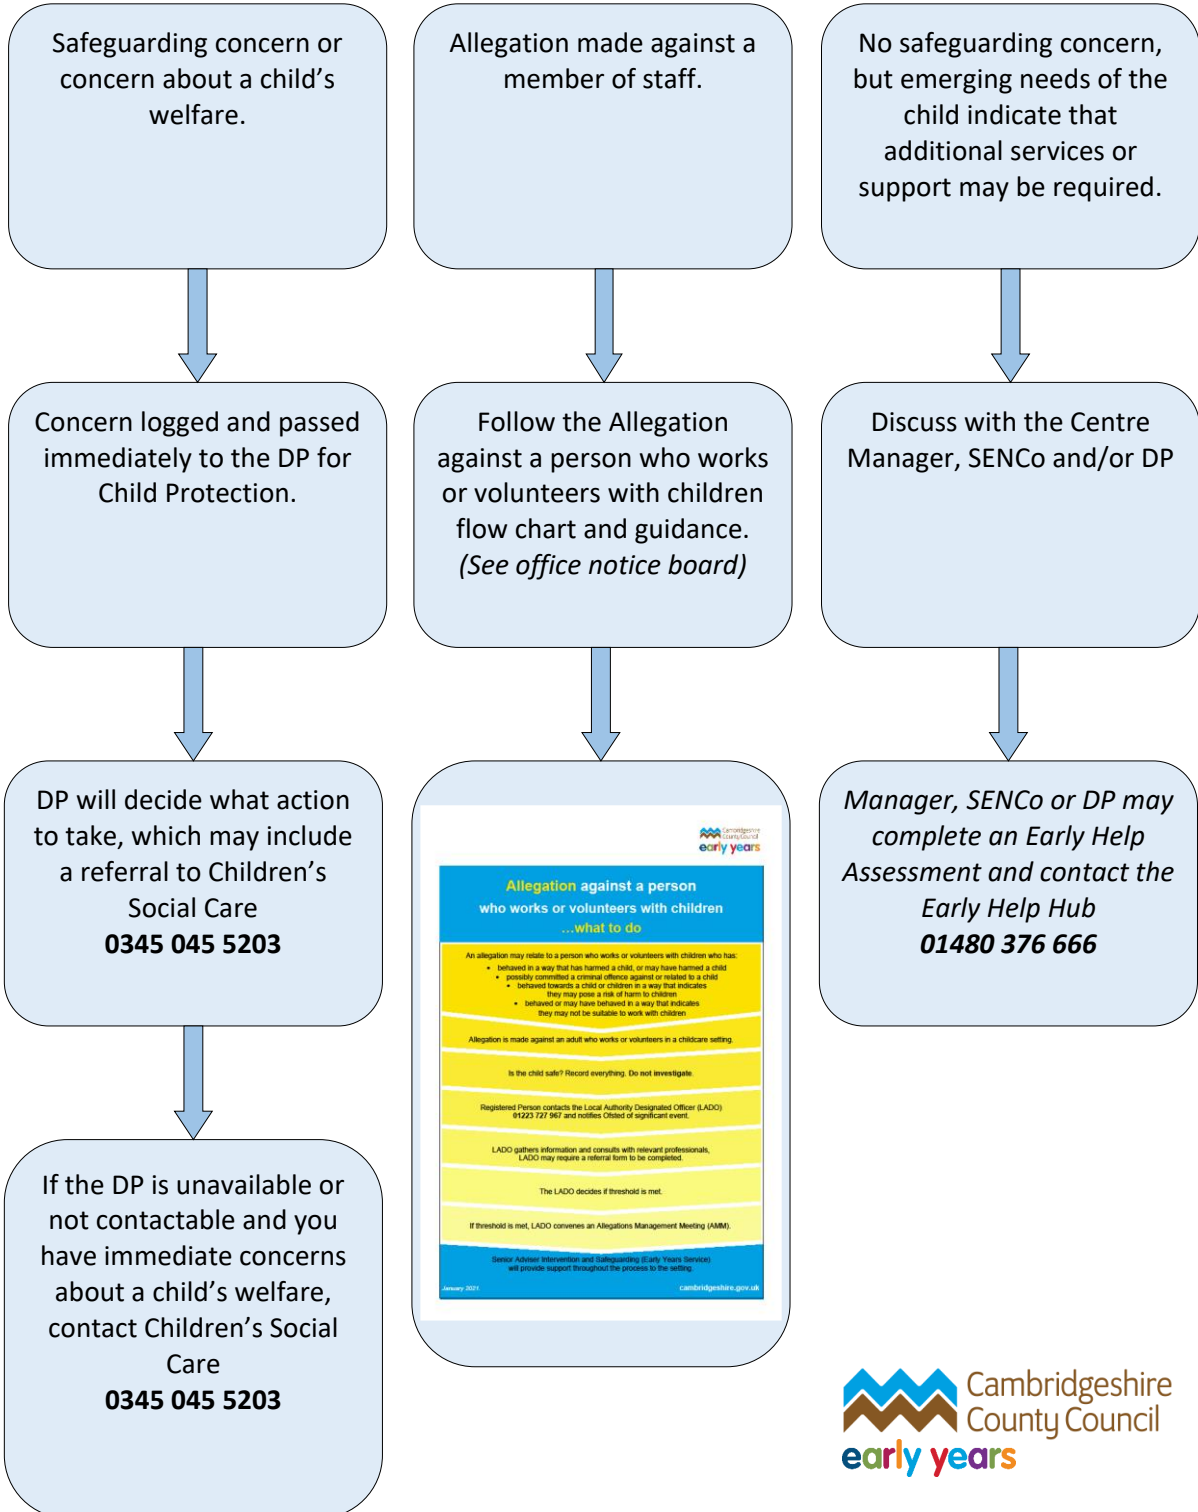 Safeguarding concern or
concern about a child’s
welfare.
Concern logged and passed
immediately to the DP for
Child Protection.
DP will decide what action
to take, which may include
a referral to Children’s
Social Care
0345 045 5203
If the DP is unavailable or
not contactable and you
have immediate concerns
about a child’s welfare,
contact Children’s Social
Care
0345 045 5203
Allegation made against a
member of staff.
Follow the Allegation
against a person who works
or volunteers with children
flow chart and guidance.
(See office notice board)
Cambridgeshire
County Council
early years
Allegation against a person
who works or volunteers with children
...what to do
An allegation may relate to a person who works or volunteers with children who has:
• behaved in a way that has harmed a child, or may have harmed a child
• possibly committed a criminal offence against or related to a child
• behaved towards a child or children in a way that indicates
they may pose a risk of harm to children
• behaved or may have behaved in a way that indicates
they may not be suitable to work with children
Allegation is made against an adult who works or volunteers in a childcare setting.
Is the child safe? Record everything. Do not investigate.
Registered Person contacts the Local Authority Designated Officer (LADO)
01223 727 967 and notifies Ofsted of significant event.
LADO gathers information and consults with relevant professionals,
LADO may require a referral form to be completed.
The LADO decides if threshold is met.
If threshold is met, LADO convenes an Allegations Management Meeting (AMM).
Senior Adviser Intervention and Safeguarding (Early Years Service)
will provide support throughout the process to the setting.
January 2021
cambridgeshire.gov.uk
No safeguarding concern,
but emerging needs of the
child indicate that
additional services or
support may be required.
Discuss with the Centre
Manager, SENCo and/or DP
Manager, SENCo or DP may
complete an Early Help
Assessment and contact the
Early Help Hub
01480 376 666
Cambridgeshire
County Council
early years